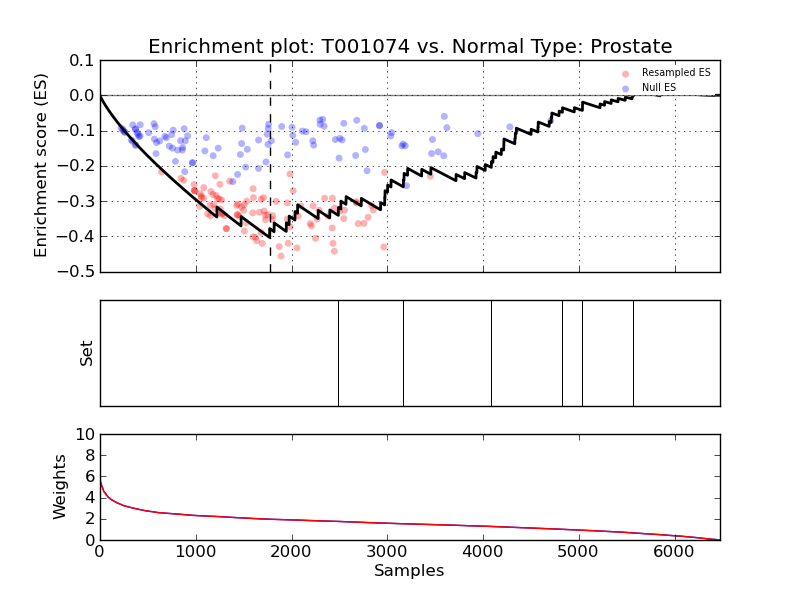 Enrichment plot: T001074 vs. Normal Type: Prostate
Enrichment score (ES)
0.1
0.0
−0.1
−0.2
−0.3
−0.4
−0.5
Resampled ES
Null ES
Set
Weights
10
8
6
4
2
0
0 1000 2000 3000 4000 5000 6000
Samples